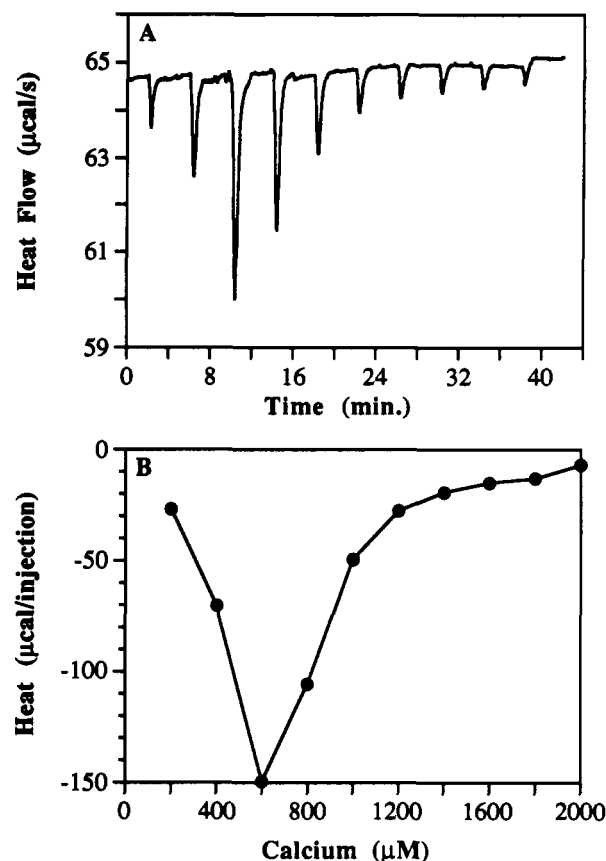 A
65
63
61
59
Heat Flow (μcal/s)
0 8 16 24 32 40
Time (min.)
B
0
-50
-100
-150
Heat (μcal/injection)
0 400 800 1200 1600 2000
Calcium (μM)